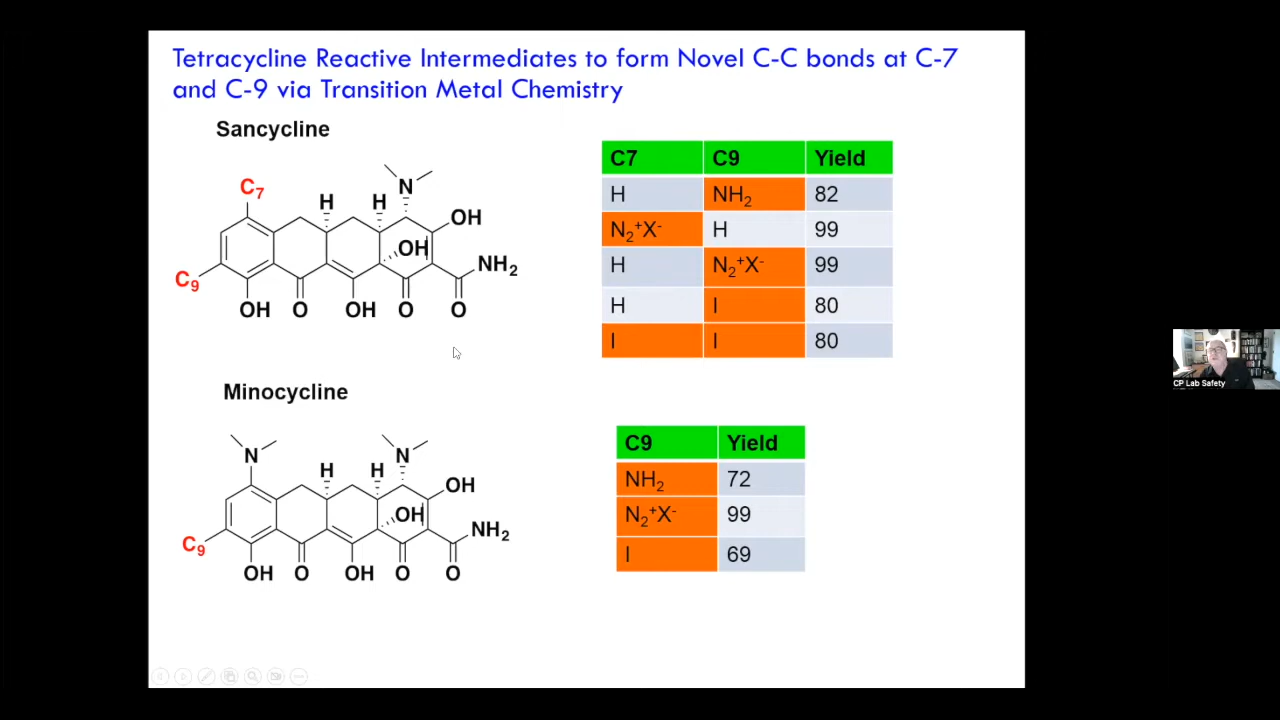 Tetracycline Reactive Intermediates to form Novel C-C bonds at C-7
and C-9 via Transition Metal Chemistry
Sancycline
C7
H
H
N
OH
OH
NH2
C9
OH
O
OH
O
O
C7 C9 Yield
H NH2 82
N2+X- H 99
H N2+X- 99
H I 80
I I 80
CP Lab Safety
Minocycline
N
H
H
N
OH
OH
NH2
C9
OH
O
OH
O
O
C9 Yield
NH2 72
N2+X- 99
I 69